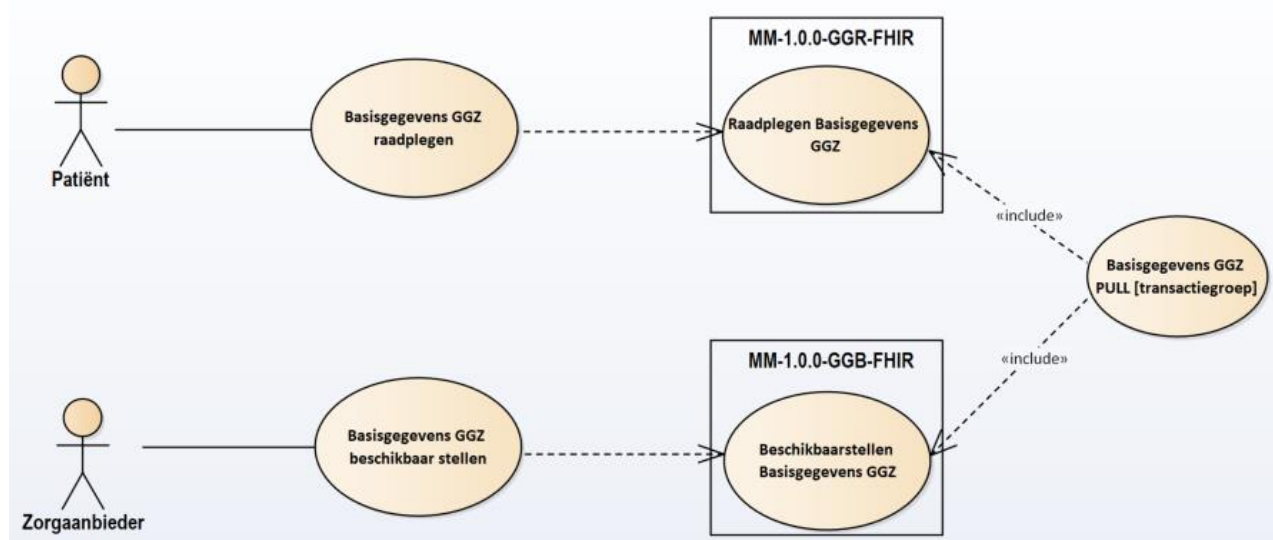 MM-1.0.0-GGR-FHIR
Basisgegevens GGZ
raadplegen
Raadplegen Basisgegevens
GGZ
Patiënt
«include»
Basisgegevens GGZ
PULL [transactiegroep]
MM-1.0.0-GGB-FHIR
«include»
Basisgegevens GGZ
beschikbaar stellen
Beschikbaarstellen
Basisgegevens GGZ
Zorgaanbieder